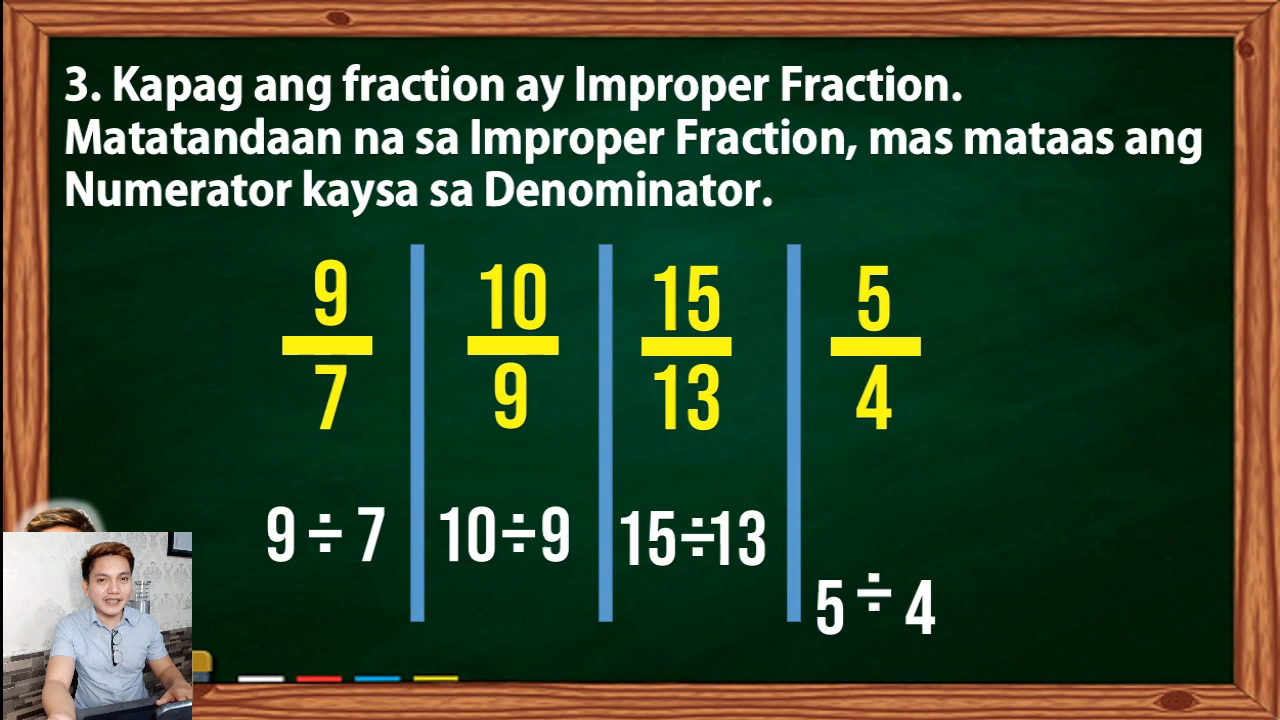 3. Kapag ang fraction ay Improper Fraction.
Matatandaan na sa Improper Fraction, mas mataas ang
Numerator kaysa sa Denominator.
9 10 15 5
7 9 13 4
9 ÷ 7 10÷9 15÷13
5 ÷ 4